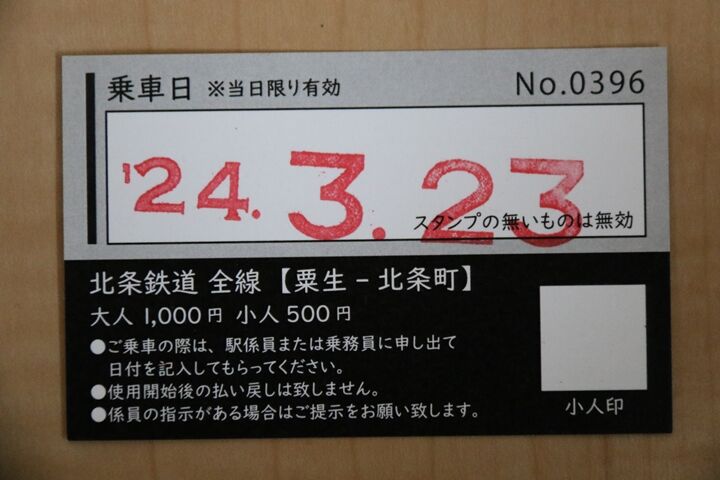 乗車日 ※当日限り有効 No.0396
'24.3.23
スタンプの無いものは無効
北条鉄道 全線【粟生-北条町】
大人 1,000円 小人 500円
●ご乗車の際は、駅係員または乗務員に申し出て
日付を記入してもらってください。
●使用開始後の払い戻しは致しません。
●係員の指示がある場合はご提示をお願い致します。
小人印